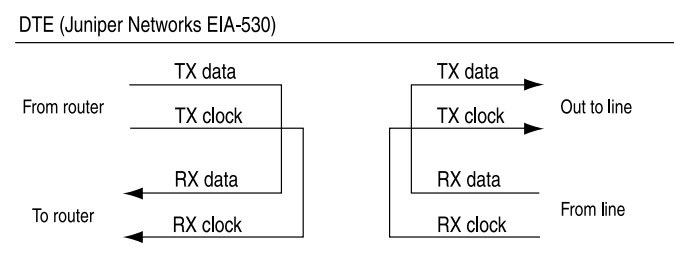 DTE (Juniper Networks EIA-530)
TX data
TX data
From router
Out to line
TX clock
TX clock
RX data
RX data
To router
From line
RX clock
RX clock